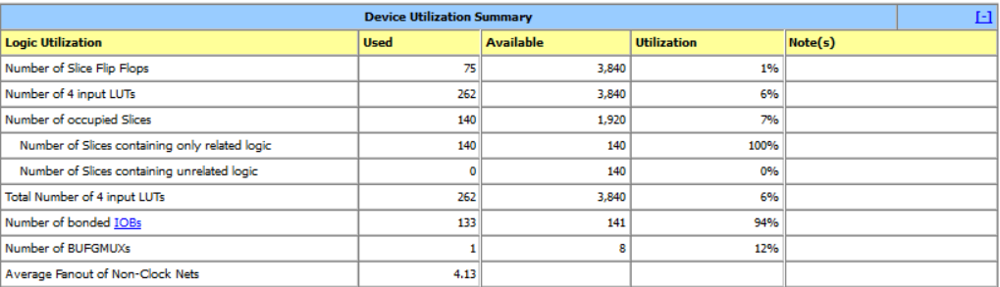 Device Utilization Summary [-]
Logic Utilization Used Available Utilization Note(s)
Number of Slice Flip Flops 75 3,840 1%
Number of 4 input LUTs 262 3,840 6%
Number of occupied Slices 140 1,920 7%
Number of Slices containing only related logic 140 140 100%
Number of Slices containing unrelated logic 0 140 0%
Total Number of 4 input LUTs 262 3,840 6%
Number of bonded IOBs 133 141 94%
Number of BUFGMUXs 1 8 12%
Average Fanout of Non-Clock Nets 4.13